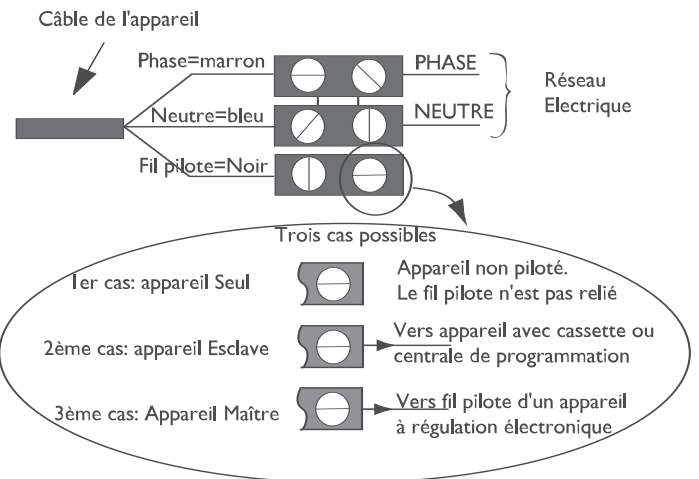 Câble de l'appareil
Phase=marron
PHASE
Neutre=bleu
NEUTRE
Réseau
Electrique
Fil pilote=Noir
Trois cas possibles
1er cas: appareil Seul
Appareil non piloté.
Le fil pilote n'est pas relié
2ème cas: appareil Esclave
Vers appareil avec cassette ou
centrale de programmation
3ème cas: Appareil Maître
Vers fil pilote d'un appareil
à régulation électronique